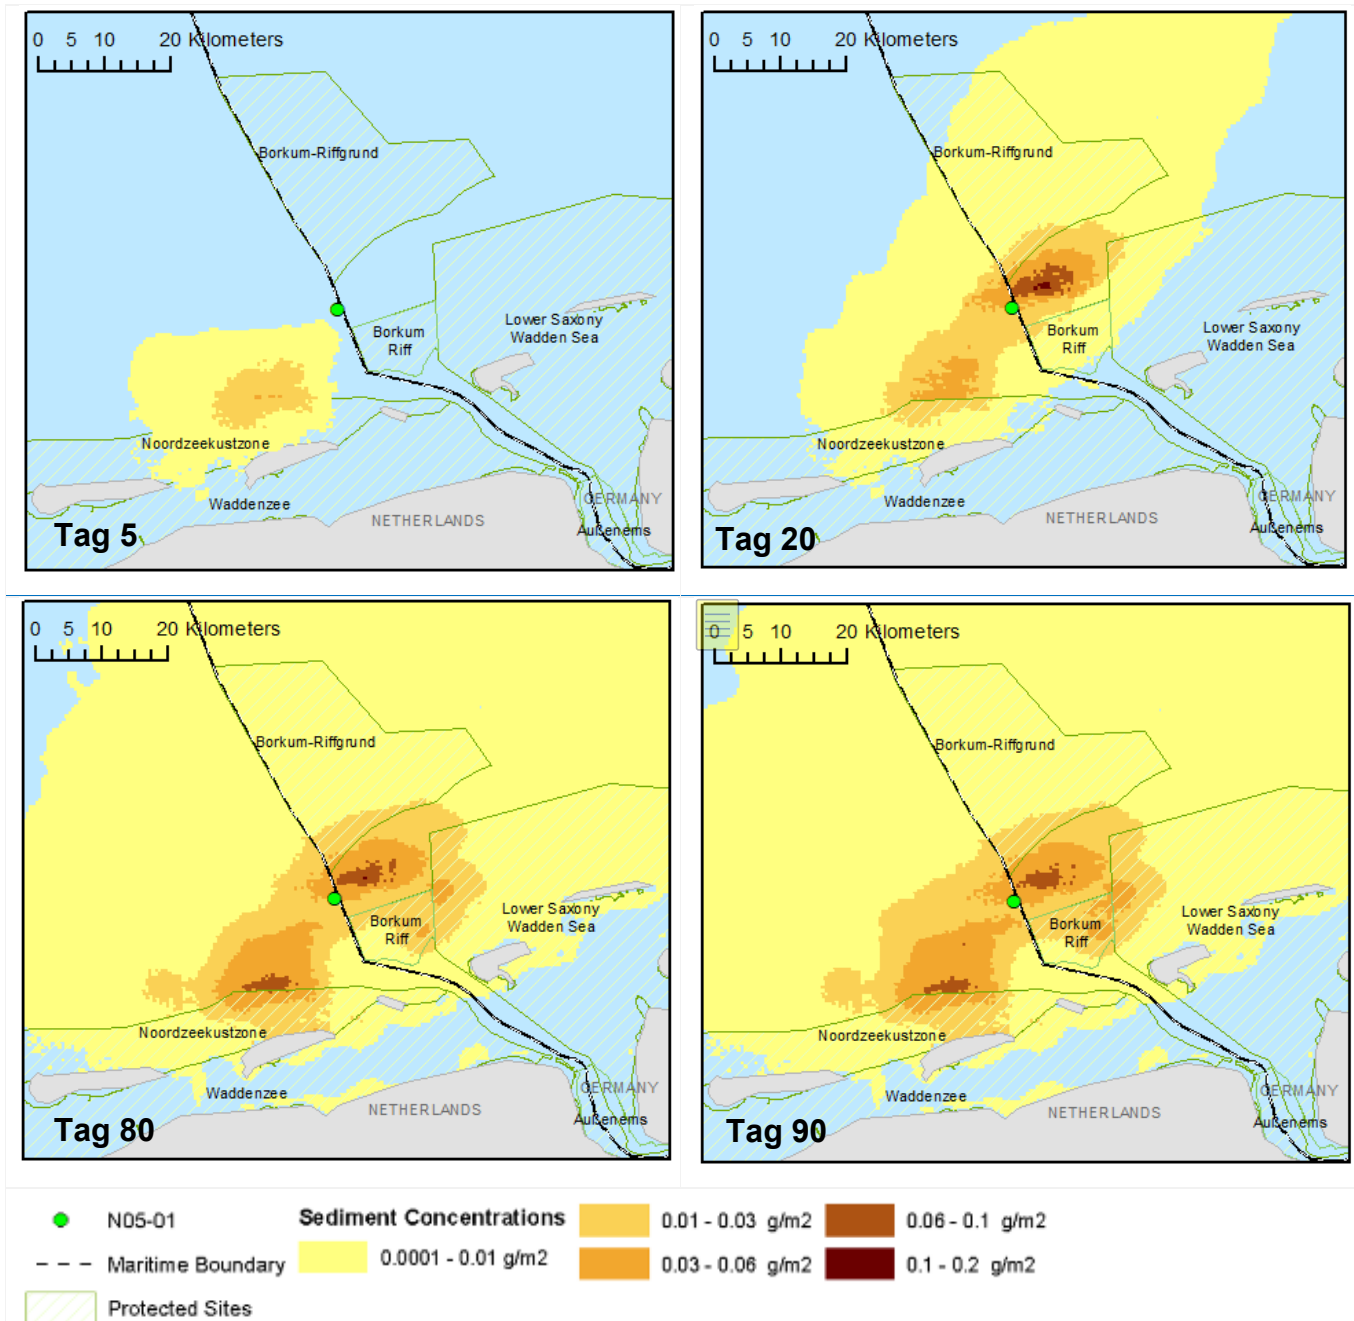 0 5 10 20 Kilometers
Borkum-Riffgrund
Borkum
Riff
Lower Saxony
Wadden Sea
Noordzeekustzone
Waddenzee
NETHERLANDS
GERMANY
Außenems
Tag 5
0 5 10 20 Kilometers
Borkum-Riffgrund
Borkum
Riff
Lower Saxony
Wadden Sea
Noordzeekustzone
Waddenzee
NETHERLANDS
GERMANY
Außenems
Tag 20
0 5 10 20 Kilometers
Borkum-Riffgrund
Borkum
Riff
Lower Saxony
Wadden Sea
Noordzeekustzone
Waddenzee
NETHERLANDS
GERMANY
Außenems
Tag 80
0 5 10 20 Kilometers
Borkum-Riffgrund
Borkum
Riff
Lower Saxony
Wadden Sea
Noordzeekustzone
Waddenzee
NETHERLANDS
GERMANY
Außenems
Tag 90
N05-01
Maritime Boundary
Protected Sites
Sediment Concentrations
0.0001 - 0.01 g/m2
0.01 - 0.03 g/m2
0.03 - 0.06 g/m2
0.06 - 0.1 g/m2
0.1 - 0.2 g/m2